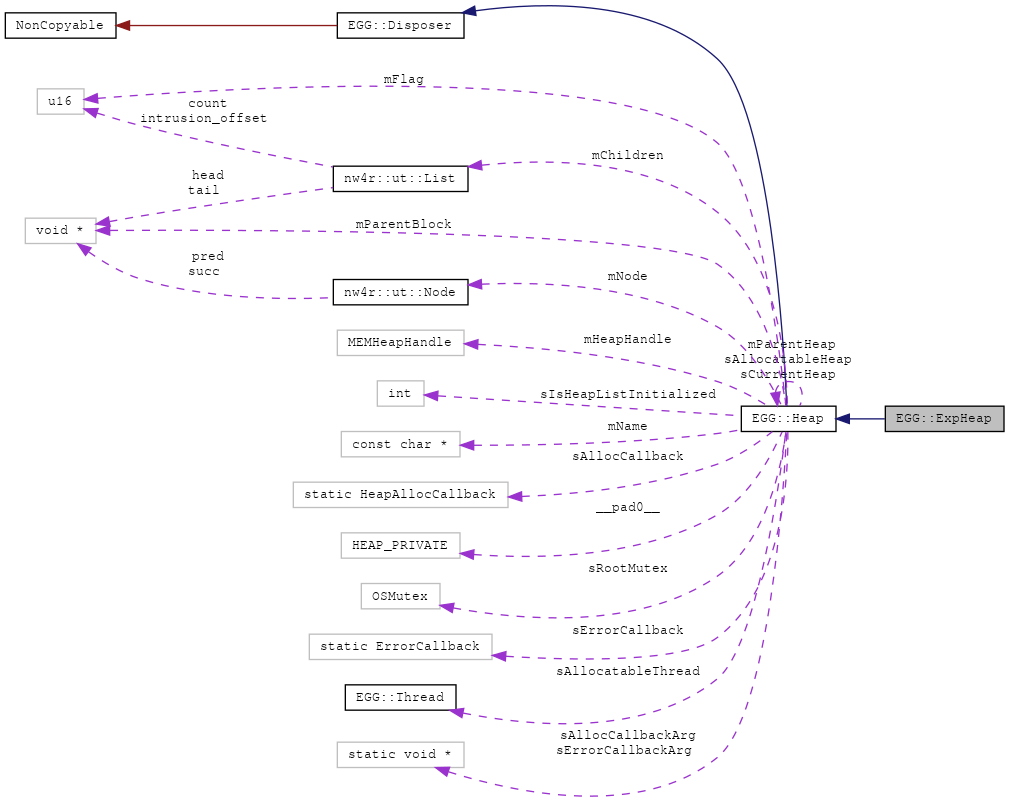 NonCopyable
EGG::Disposer
mFlag
u16
count
intrusion_offset
mChildren
nw4r::ut::List
head
tail
void *
mParentBlock
pred
succ
mNode
nw4r::ut::Node
MEMHeapHandle
mHeapHandle
mParentHeap
sAllocatableHeap
sCurrentHeap
int
sIsHeapListInitialized
EGG::Heap
EGG::ExpHeap
const char *
mName
sAllocCallback
static HeapAllocCallback
__pad0__
HEAP_PRIVATE
sRootMutex
OSMutex
sErrorCallback
static ErrorCallback
sAllocatableThread
EGG::Thread
sAllocCallbackArg
sErrorCallbackArg
static void *